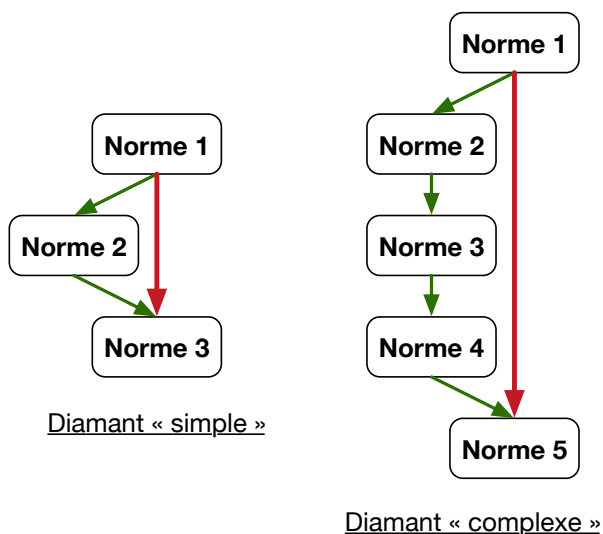 Norme 1
Norme 2
Norme 3
Diamant « simple »
Norme 1
Norme 2
Norme 3
Norme 4
Norme 5
Diamant « complexe »